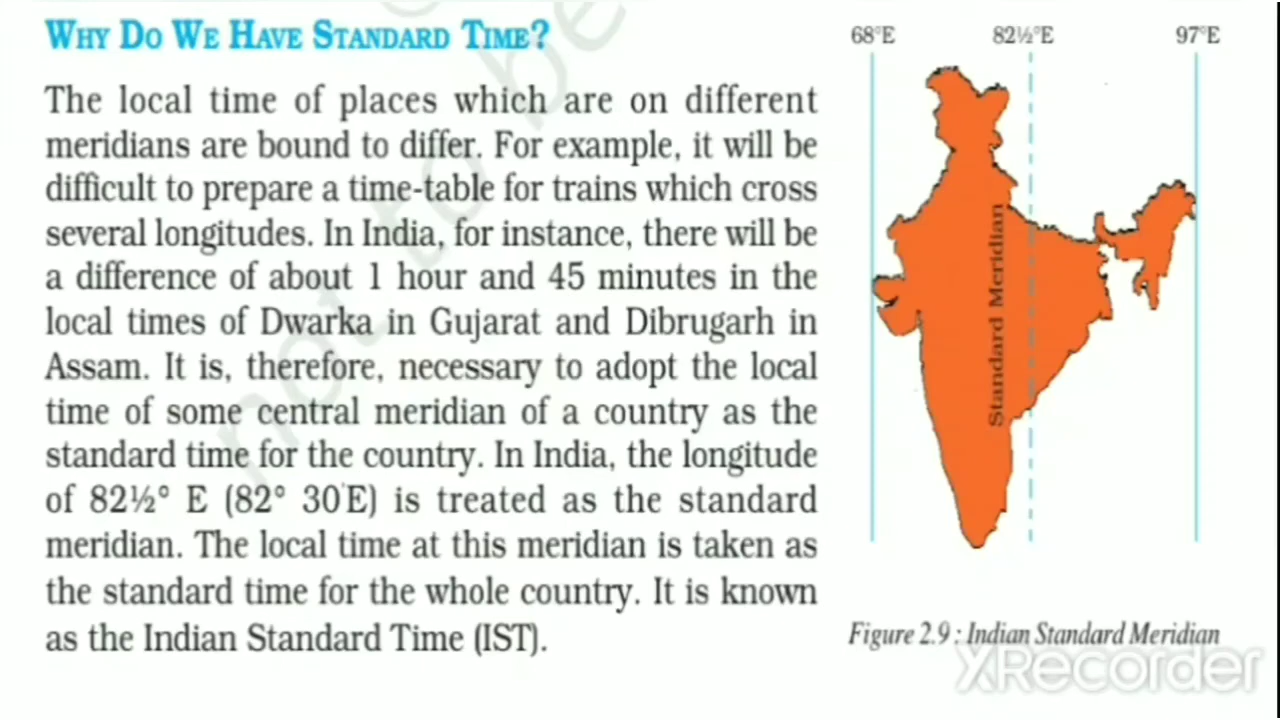 WHY DO WE HAVE STANDARD TIME?
The local time of places which are on different
meridians are bound to differ. For example, it will be
difficult to prepare a time-table for trains which cross
several longitudes. In India, for instance, there will be
a difference of about 1 hour and 45 minutes in the
local times of Dwarka in Gujarat and Dibrugarh in
Assam. It is, therefore, necessary to adopt the local
time of some central meridian of a country as the
standard time for the country. In India, the longitude
of 82½° E (82° 30'E) is treated as the standard
meridian. The local time at this meridian is taken as
the standard time for the whole country. It is known
as the Indian Standard Time (IST).
68°E 82½°E 97°E
Standard Meridian
Figure 2.9 : Indian Standard Meridian
XRecorder
not to be